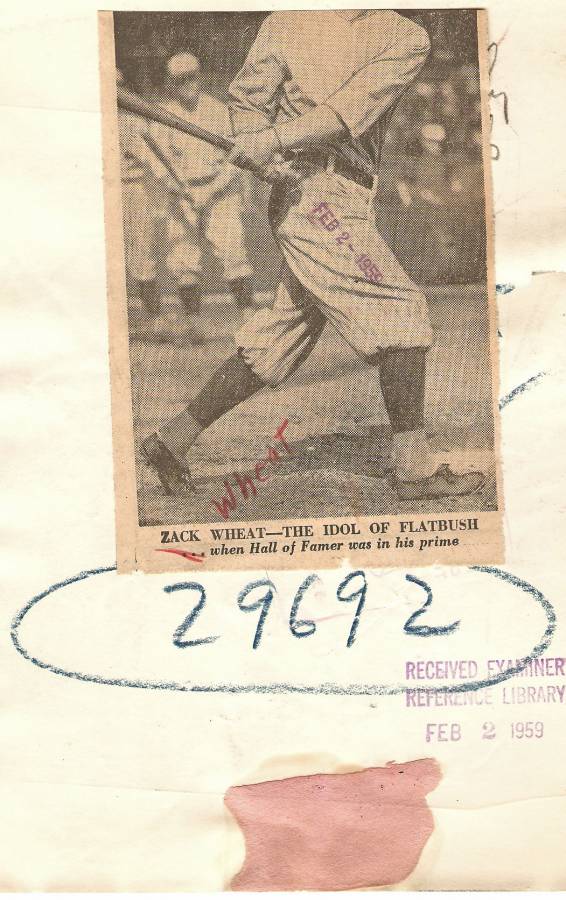 FEB 2 - 1959
Wheat
ZACK WHEAT—THE IDOL OF FLATBUSH
. . . when Hall of Famer was in his prime
29692
RECEIVED EXAMINER
REFERENCE LIBRARY
FEB 2 1959